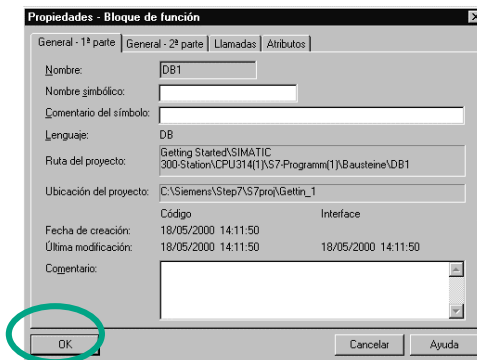 Propiedades - Bloque de función
General - 1ª parte General - 2ª parte Llamadas Atributos
Nombre: DB1
Nombre simbólico:
Comentario del símbolo:
Lenguaje: DB
Ruta del proyecto: Getting Started\SIMATIC
300-Station\CPU314(1)\S7-Programm(1)\Bausteine\DB1
Ubicación del proyecto: C:\Siemens\Step7\S7proj\Gettin_1
Código Interface
Fecha de creación: 18/05/2000 14:11:50
Última modificación: 18/05/2000 14:11:50 18/05/2000 14:11:50
Comentario:
OK Cancelar Ayuda